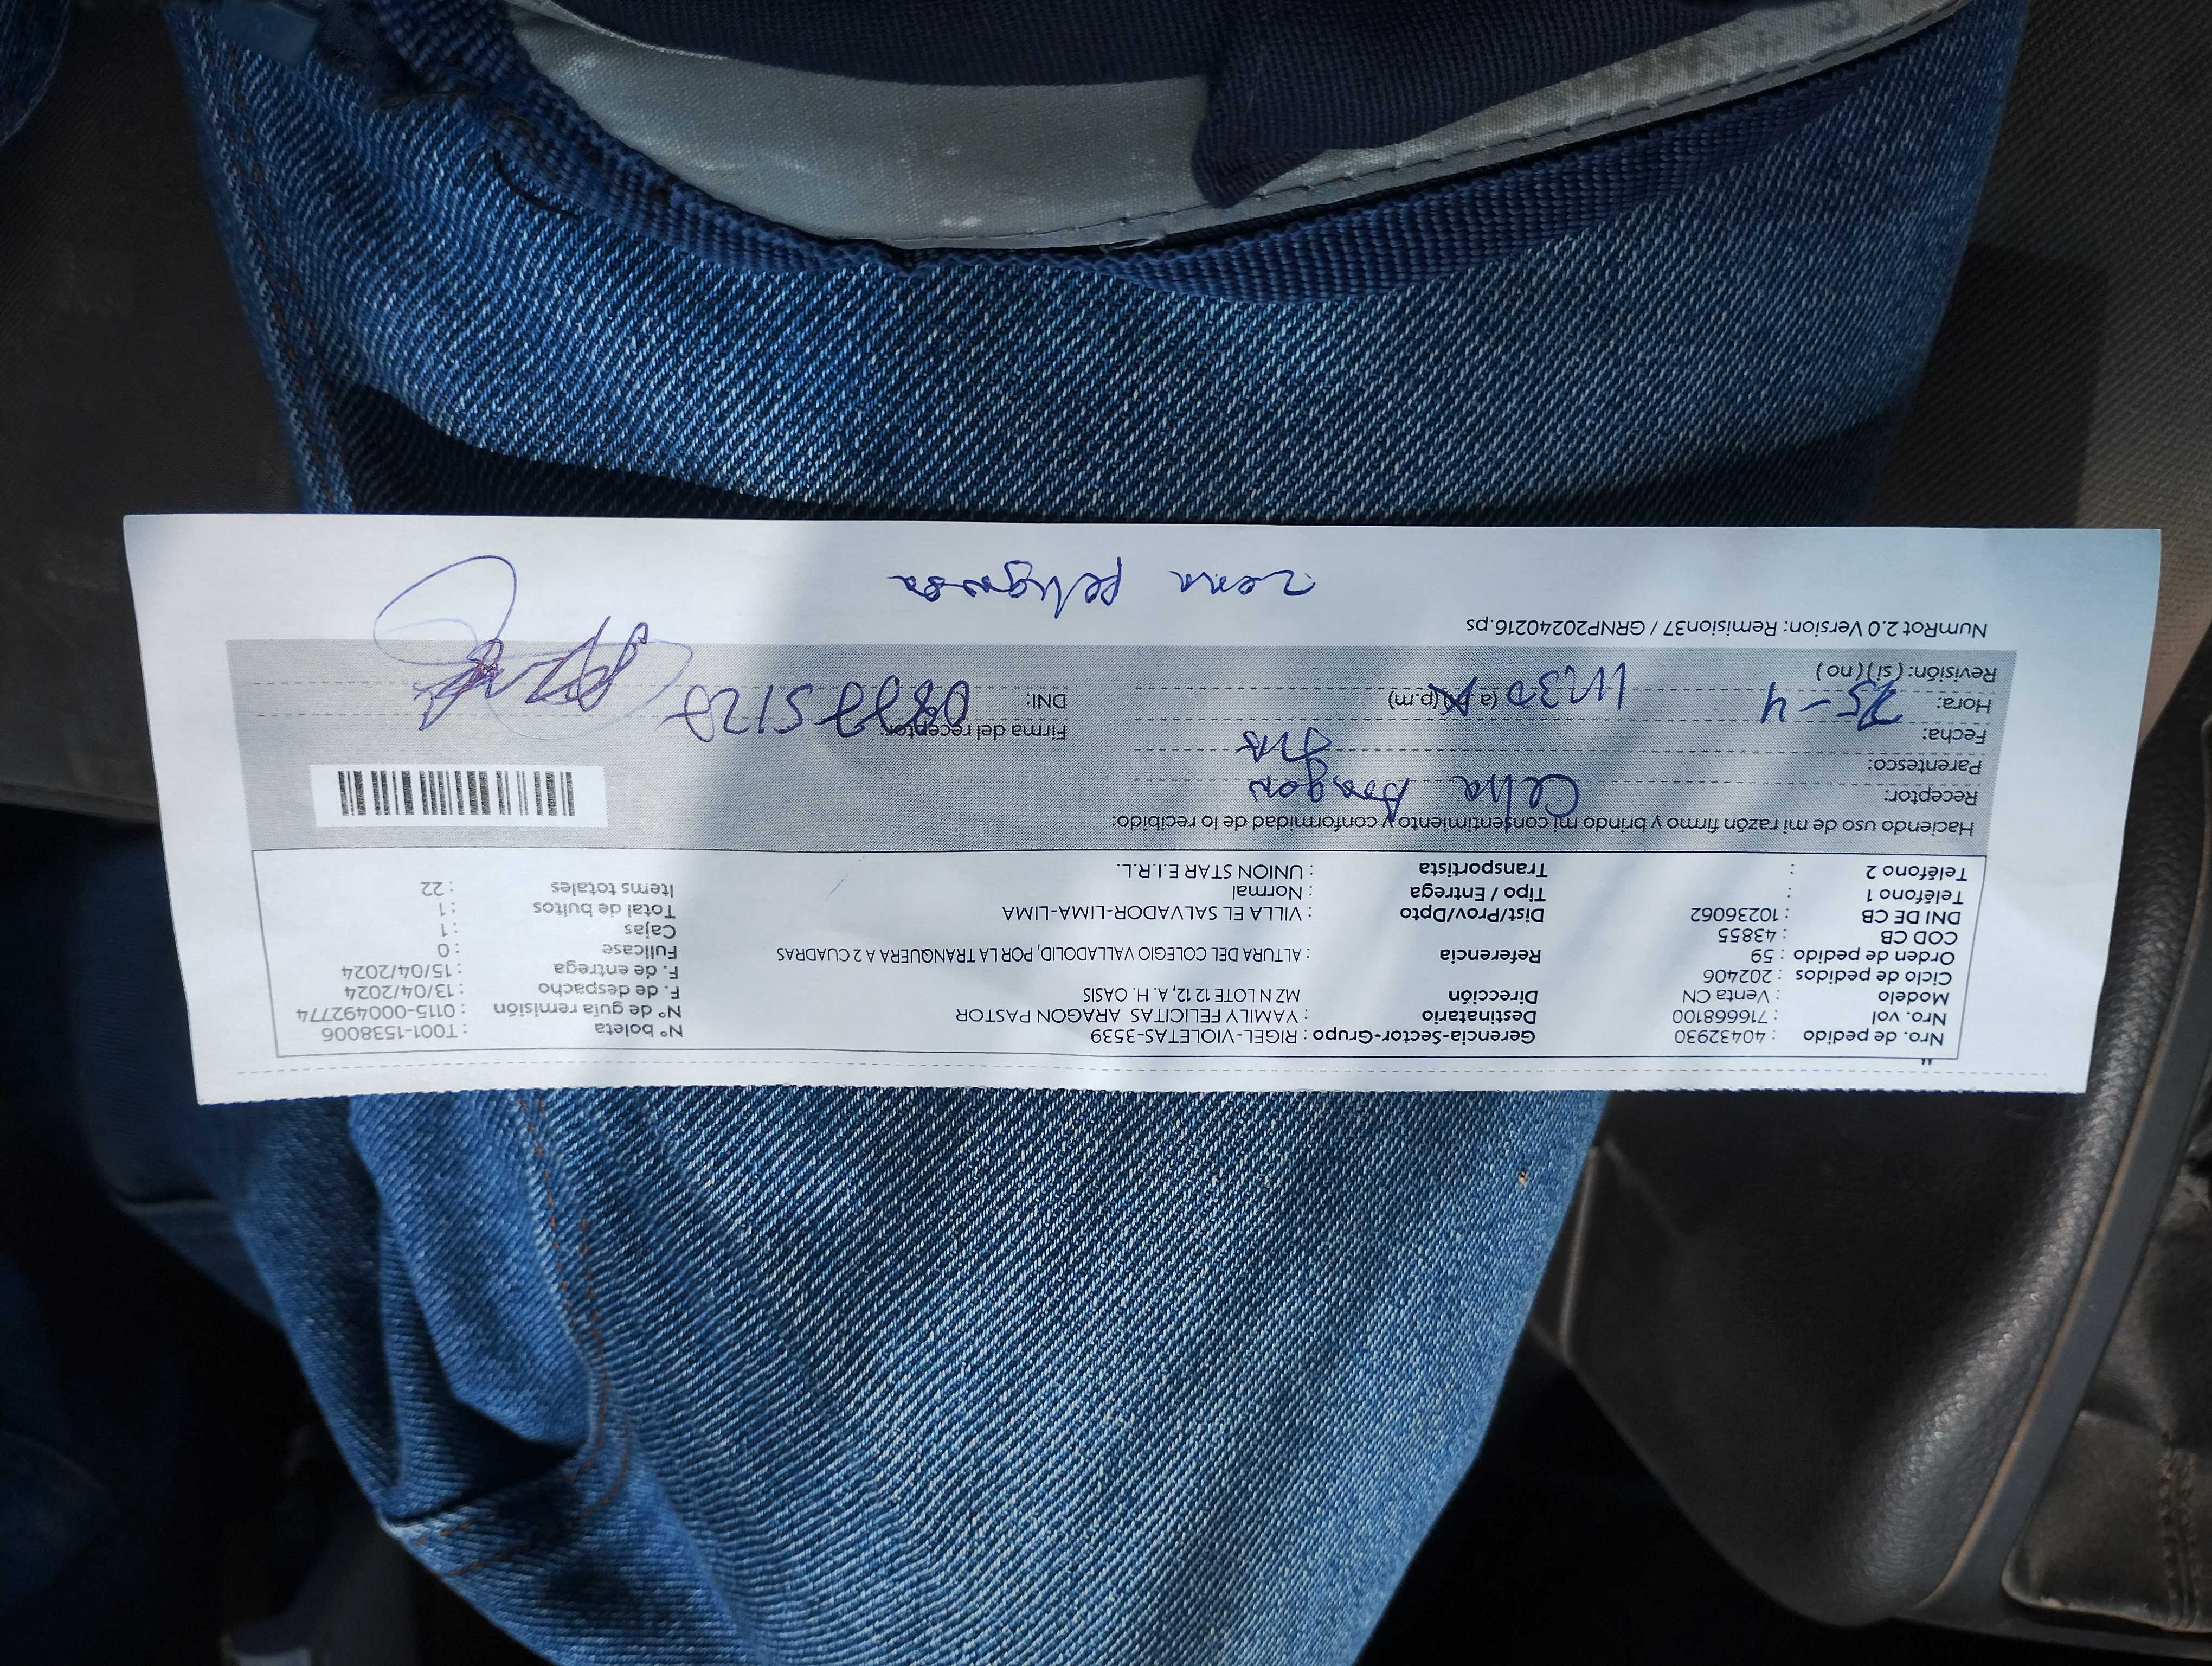 Nro. de pedido : 40432930 Gerencia-Sector-Grupo : RIGEL-VIOLETAS-3539 N° boleta : T001-1538006
Nro. vol. : 716668100 Destinatario : YAMILY FELICITAS ARAGON PASTOR N° de guía remisión : 0115-000492774
Modelo : Venta CN Dirección MZ N LOTE 12 12, A. H. OASIS F. de despacho : 13/04/2024
Ciclo de pedidos : 202406 F. de entrega : 15/04/2024
Orden de pedido : 59 Referencia : ALTURA DEL COLEGIO VALLADOLID, POR LA TRANQUERA A 2 CUADRAS Fullcase : 0
COD CB : 43855 Cajas : 1
DNI DE CB : 10236062 Dist/Prov/Dpto : VILLA EL SALVADOR-LIMA-LIMA Total de bultos : 1
Teléfono 1 : Tipo / Entrega : Normal Items totales : 22
Teléfono 2 : Transportista : UNION STAR E.I.R.L.
Haciendo uso de mi razón firmo y brindo mi consentimiento y conformidad de lo recibido:
Receptor: Celia Aragon
Parentesco:
Fecha: 15-4 Firma del receptor:
Hora: 11:30 (a (p.m) DNI:
Revisión: (si) (no)
NumRot 2.0 Version: Remision37 / GRNP20240216.ps
zona peligrosa